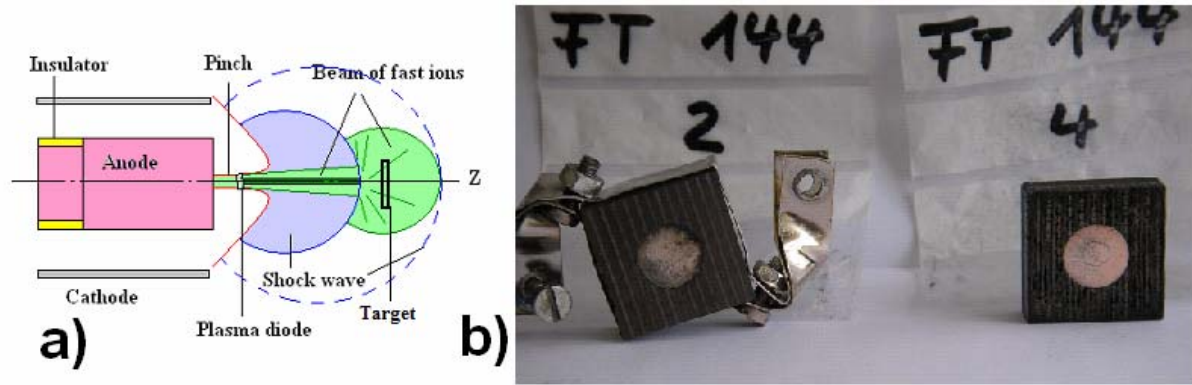 Insulator
Pinch
Beam of fast ions
Anode
Z
Shock wave
Cathode
Target
Plasma diode
a)
b)
FT 144
2
FT 144
4